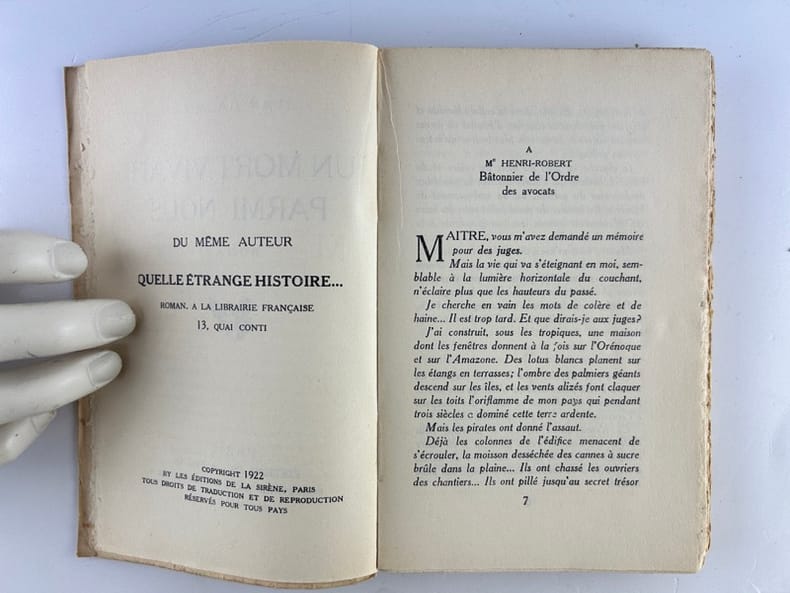 DU MÊME AUTEUR
QUELLE ÉTRANGE HISTOIRE...
ROMAN. A LA LIBRAIRIE FRANÇAISE
13, QUAI CONTI
COPYRIGHT 1922
BY LES ÉDITIONS DE LA SIRÈNE, PARIS
TOUS DROITS DE TRADUCTION ET DE REPRODUCTION
RÉSERVÉS POUR TOUS PAYS
A
Me HENRI-ROBERT
Bâtonnier de l'Ordre
des avocats
MAITRE, vous m'avez demandé un mémoire
pour des juges.
Mais la vie qui va s'éteignant en moi, sem-
blable à la lumière horizontale du couchant,
n'éclaire plus que les hauteurs du passé.
Je cherche en vain les mots de colère et de
haine... Il est trop tard. Et que dirais-je aux juges?
J'ai construit, sous les tropiques, une maison
dont les fenêtres donnent à la fois sur l'Orénoque
et sur l'Amazone. Des lotus blancs planent sur
les étangs en terrasses; l'ombre des palmiers géants
descend sur les îles, et les vents alizés font claquer
sur les toits l'oriflamme de mon pays qui pendant
trois siècles a dominé cette terre ardente.
Mais les pirates ont donné l'assaut.
Déjà les colonnes de l'édifice menacent de
s'écrouler, la moisson desséchée des cannes à sucre
brûle dans la plaine... Ils ont chassé les ouvriers
des chantiers... Ils ont pillé jusqu'au secret trésor
7